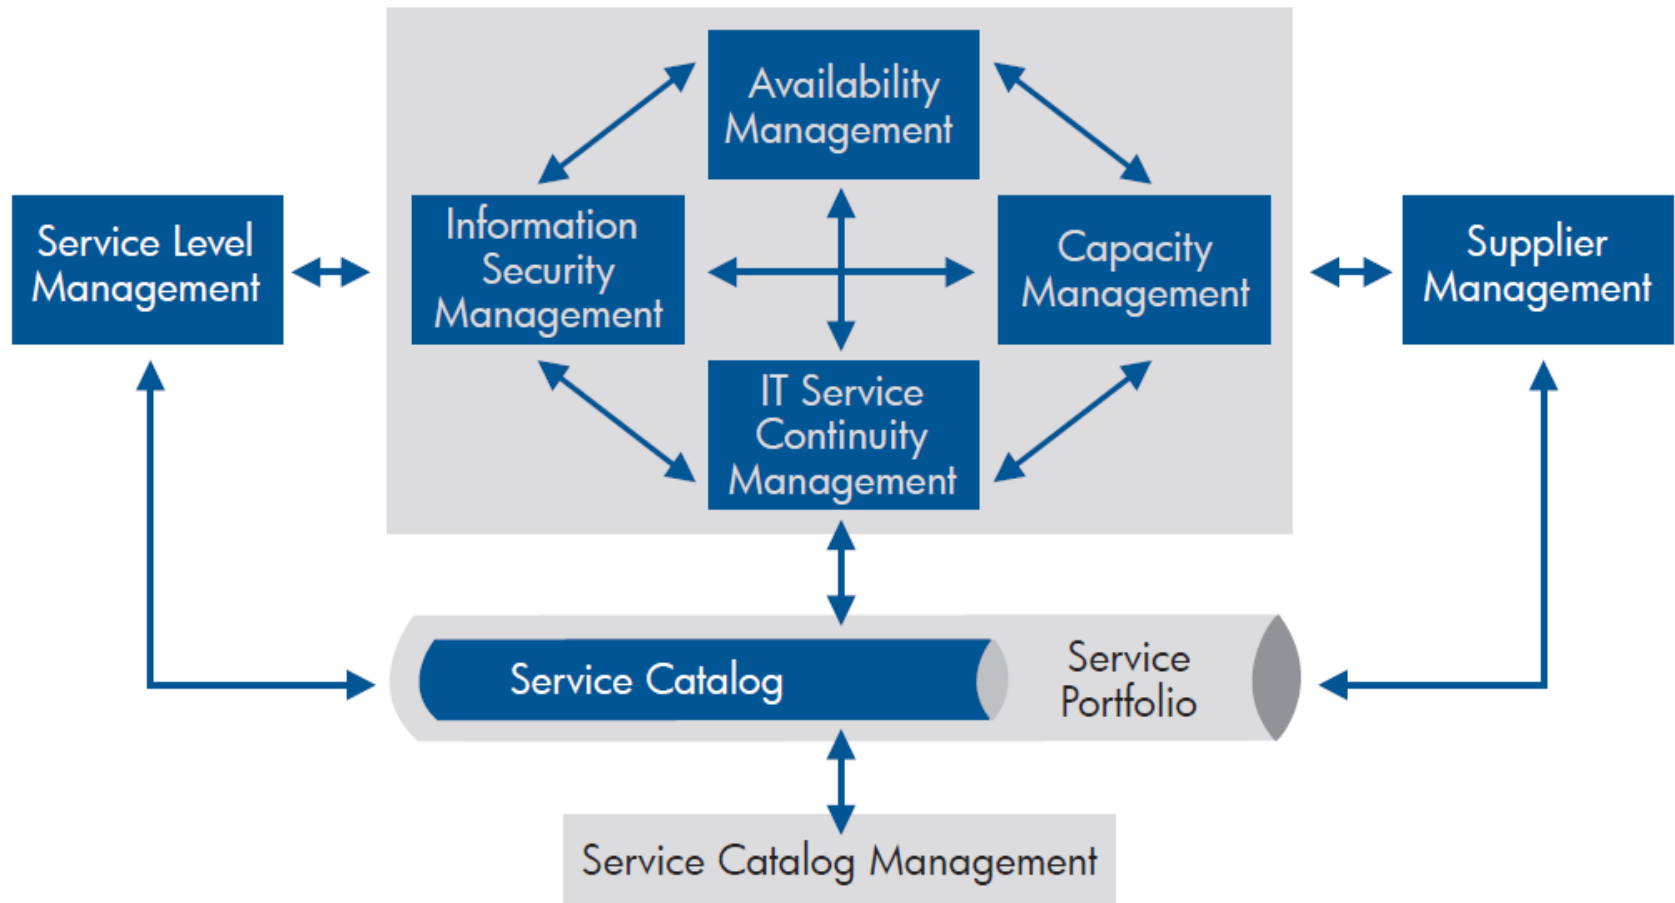 Availability
Management
Service Level
Management
Information
Security
Management
Capacity
Management
Supplier
Management
IT Service
Continuity
Management
Service Catalog
Service
Portfolio
Service Catalog Management